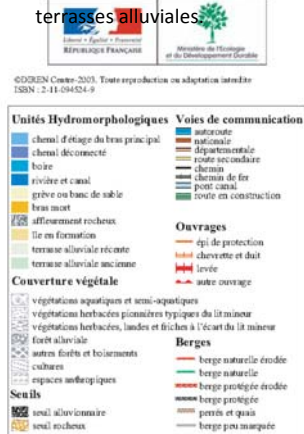 terrasses alluviales.
Liberté • Égalité • Fraternité
RÉPUBLIQUE FRANÇAISE
Ministère de l'Ecologie
et du Développement Durable
©DIREN Centre-2003. Toute reproduction ou adaptation interdite
ISBN : 2-11-094524-9
Unités Hydromorphologiques
chenal d'étiage du bras principal
chenal déconnecté
boire
rivière et canal
grève ou banc de sable
bras mort
affleurement rocheux
île en formation
terrasse alluviale récente
terrasse alluviale ancienne
Couverture végétale
végétations aquatiques et semi-aquatiques
végétations herbacées pionnières typiques du lit mineur
végétations herbacées, landes et friches à l'écart du lit mineur
forêt alluviale
autres forêts et boisements
cultures
espaces anthropiques
Seuils
seuil alluvionnaire
seuil rocheux
Voies de communication
autoroute
nationale
départementale
route secondaire
chemin
chemin de fer
pont canal
route en construction
Ouvrages
épi de protection
chevrette et duit
levée
autre ouvrage
Berges
berge naturelle érodée
berge naturelle
berge protégée érodée
berge protégée
perrés et quais
berge peu marquée